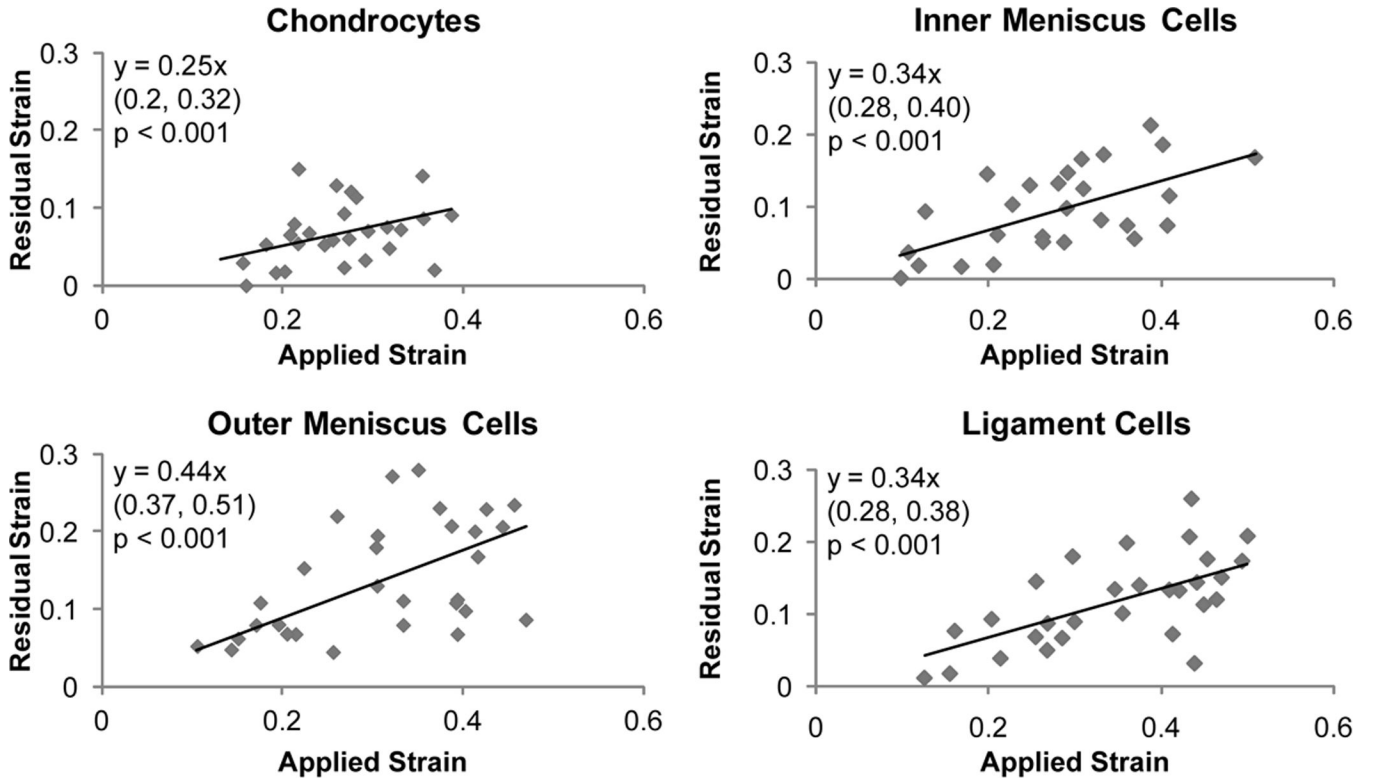 Chondrocytes
y = 0.25x
(0.2, 0.32)
p < 0.001
Residual Strain
0.3
0.2
0.1
0
0
0.2
0.4
0.6
Applied Strain
Inner Meniscus Cells
y = 0.34x
(0.28, 0.40)
p < 0.001
Residual Strain
0.3
0.2
0.1
0
0
0.2
0.4
0.6
Applied Strain
Outer Meniscus Cells
y = 0.44x
(0.37, 0.51)
p < 0.001
Residual Strain
0.3
0.2
0.1
0
0
0.2
0.4
0.6
Applied Strain
Ligament Cells
y = 0.34x
(0.28, 0.38)
p < 0.001
Residual Strain
0.3
0.2
0.1
0
0
0.2
0.4
0.6
Applied Strain